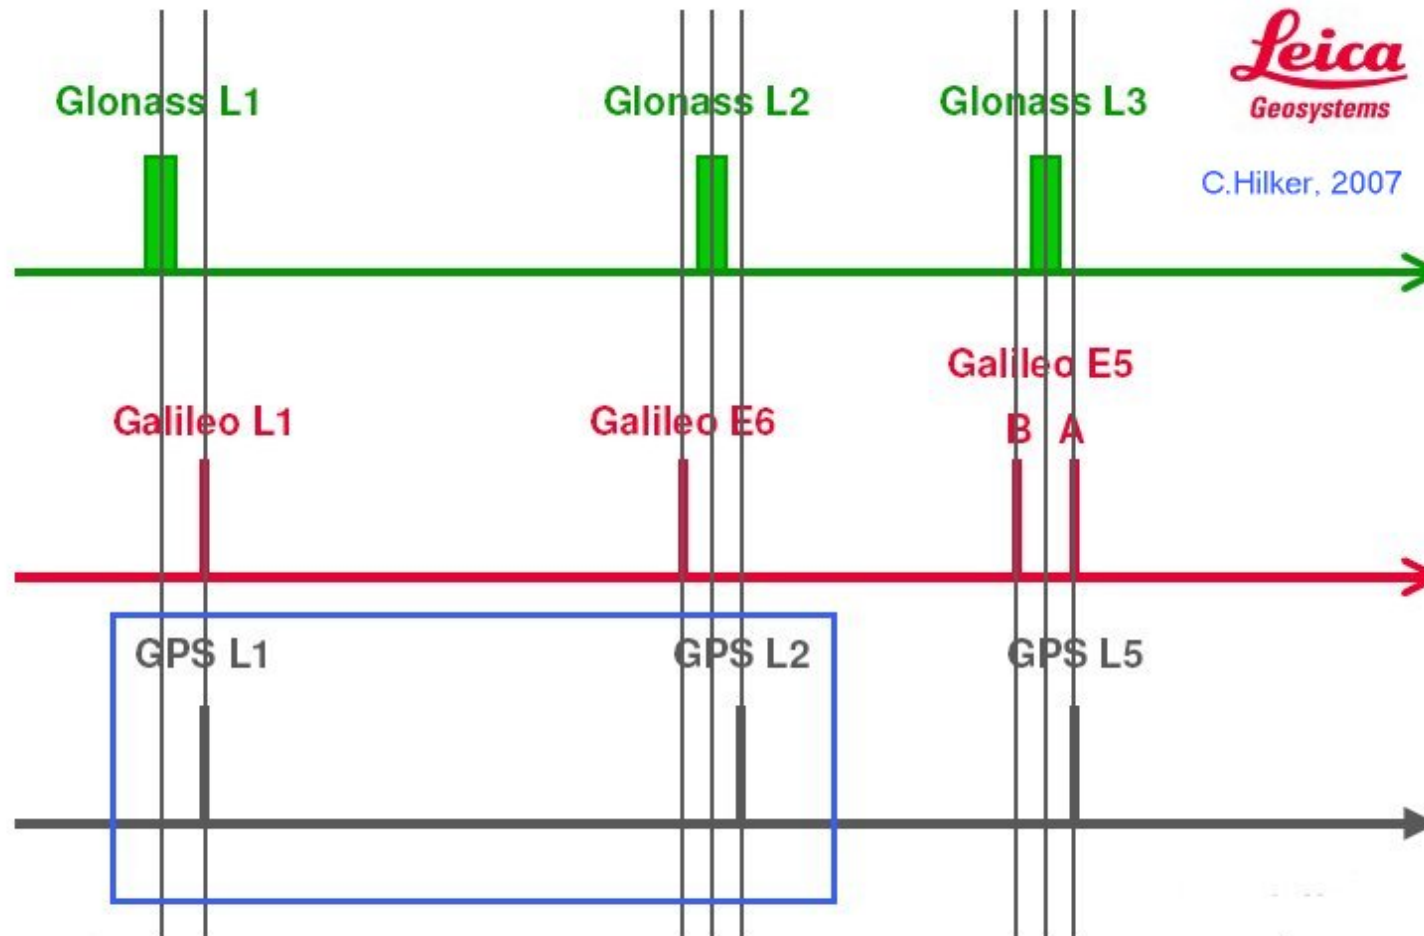 Leica
Geosystems
Glonass L1
Glonass L2
Glonass L3
C.Hilker, 2007
Galileo E5
Galileo L1
Galileo E6
B A
GPS L1
GPS L2
GPS L5